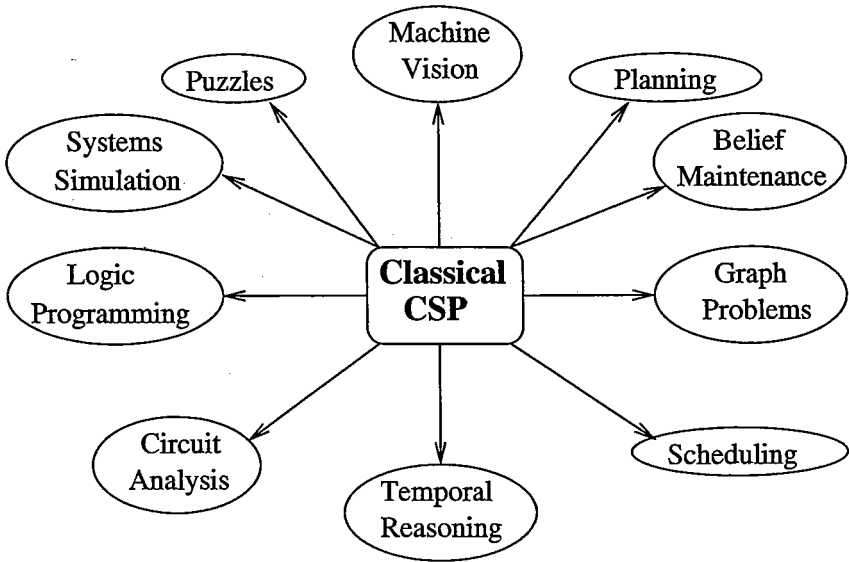 Machine
Vision
Puzzles
Planning
Systems
Simulation
Belief
Maintenance
Classical
CSP
Logic
Programming
Graph
Problems
Circuit
Analysis
Scheduling
Temporal
Reasoning